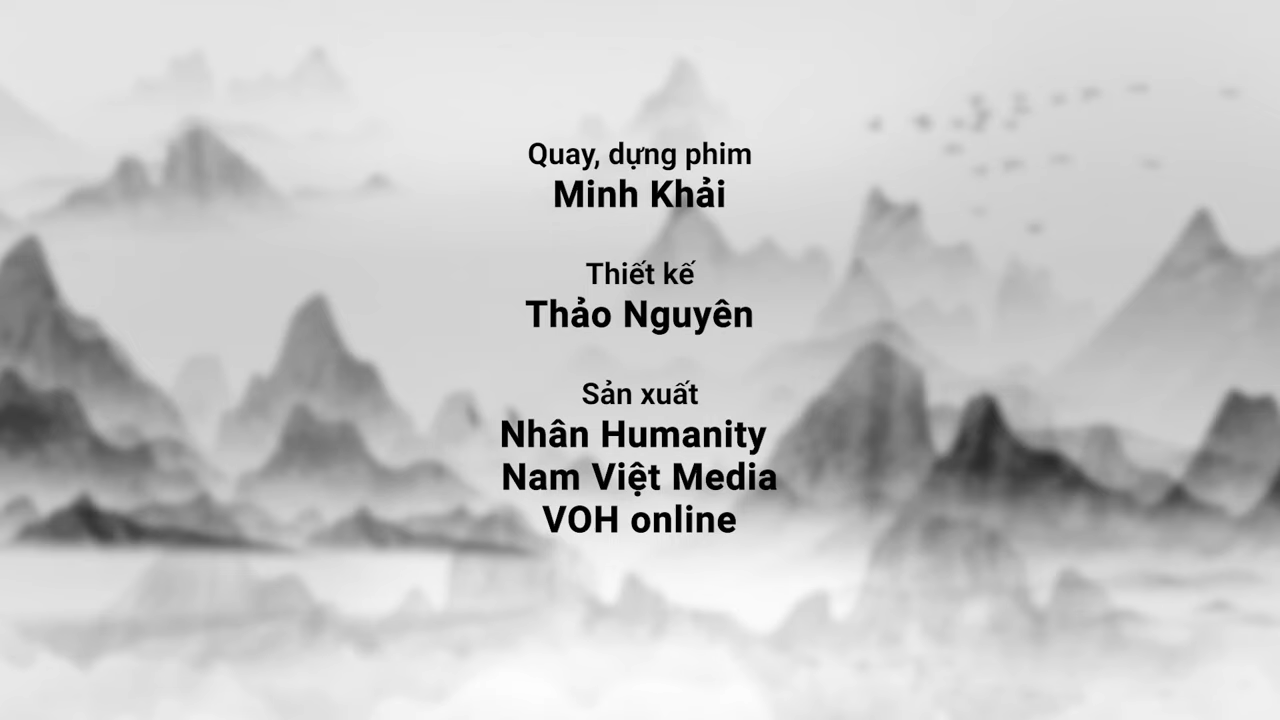 Quay, dựng phim
Minh Khải
Thiết kế
Thảo Nguyên
Sản xuất
Nhân Humanity
Nam Việt Media
VOH online